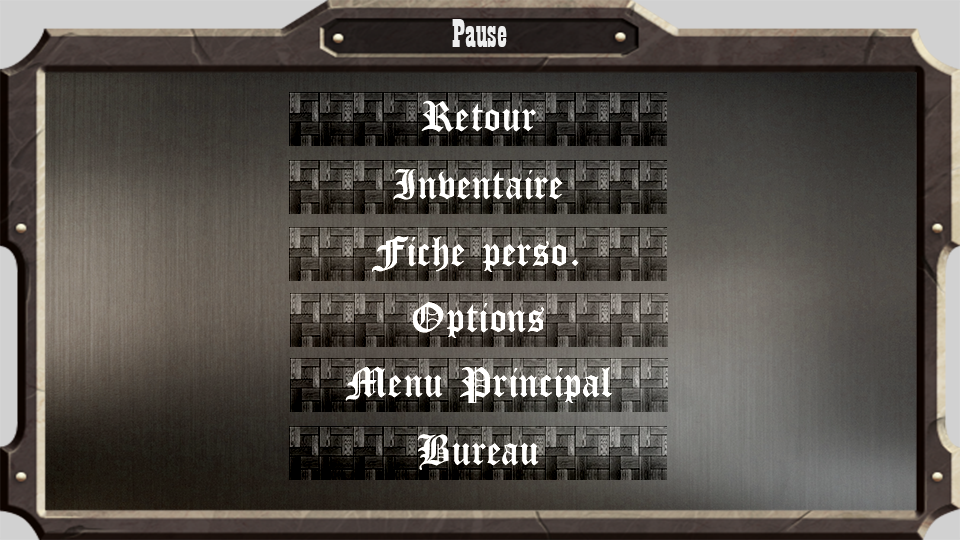 Pause
Retour
Inventaire
Fiche perso.
Options
Menu Principal
Bureau